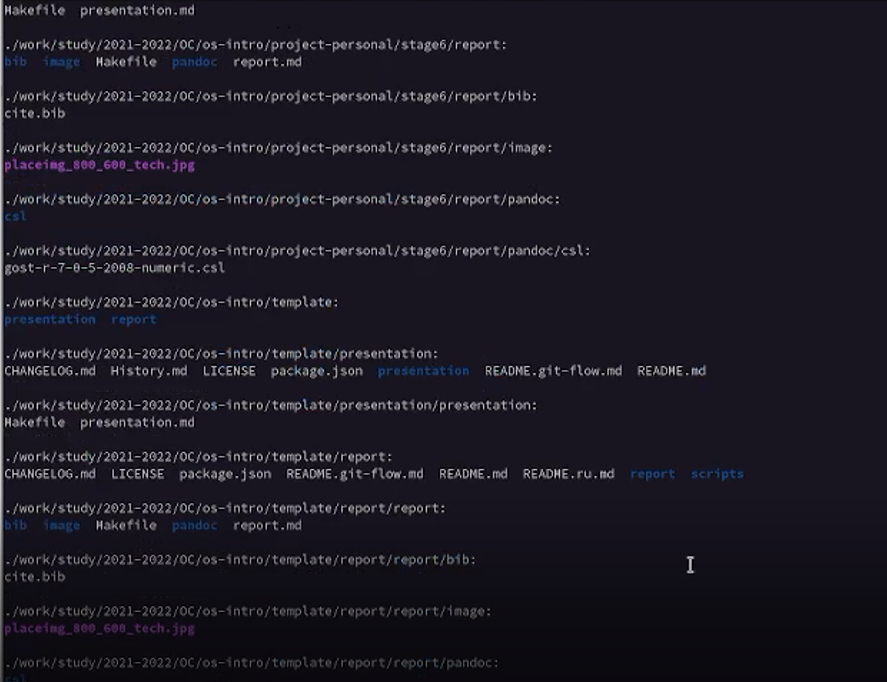 Makefile  presentation.md
./work/study/2021-2022/OC/os-intro/project-personal/stage6/report:
bib  image  Makefile  pandoc  report.md
./work/study/2021-2022/OC/os-intro/project-personal/stage6/report/bib:
cite.bib
./work/study/2021-2022/OC/os-intro/project-personal/stage6/report/image:
placeimg_800_600_tech.jpg
./work/study/2021-2022/OC/os-intro/project-personal/stage6/report/pandoc:
csl
./work/study/2021-2022/OC/os-intro/project-personal/stage6/report/pandoc/csl:
gost-r-7-0-5-2008-numeric.csl
./work/study/2021-2022/OC/os-intro/template:
presentation  report
./work/study/2021-2022/OC/os-intro/template/presentation:
CHANGELOG.md  History.md  LICENSE  package.json  presentation  README.git-flow.md  README.md
./work/study/2021-2022/OC/os-intro/template/presentation/presentation:
Makefile  presentation.md
./work/study/2021-2022/OC/os-intro/template/report:
CHANGELOG.md  LICENSE  package.json  README.git-flow.md  README.md  README.ru.md  report  scripts
./work/study/2021-2022/OC/os-intro/template/report/report:
bib  image  Makefile  pandoc  report.md
./work/study/2021-2022/OC/os-intro/template/report/report/bib:
cite.bib
./work/study/2021-2022/OC/os-intro/template/report/report/image:
placeimg_800_600_tech.jpg
./work/study/2021-2022/OC/os-intro/template/report/report/pandoc:
csl